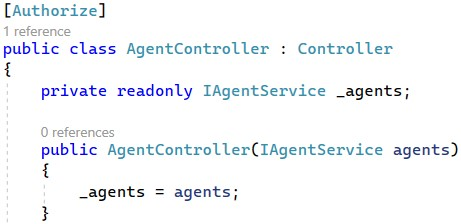 [Authorize]
1 reference
public class AgentController : Controller
{
private readonly IAgentService _agents;
0 references
public AgentController(IAgentService agents)
{
_agents = agents;
}